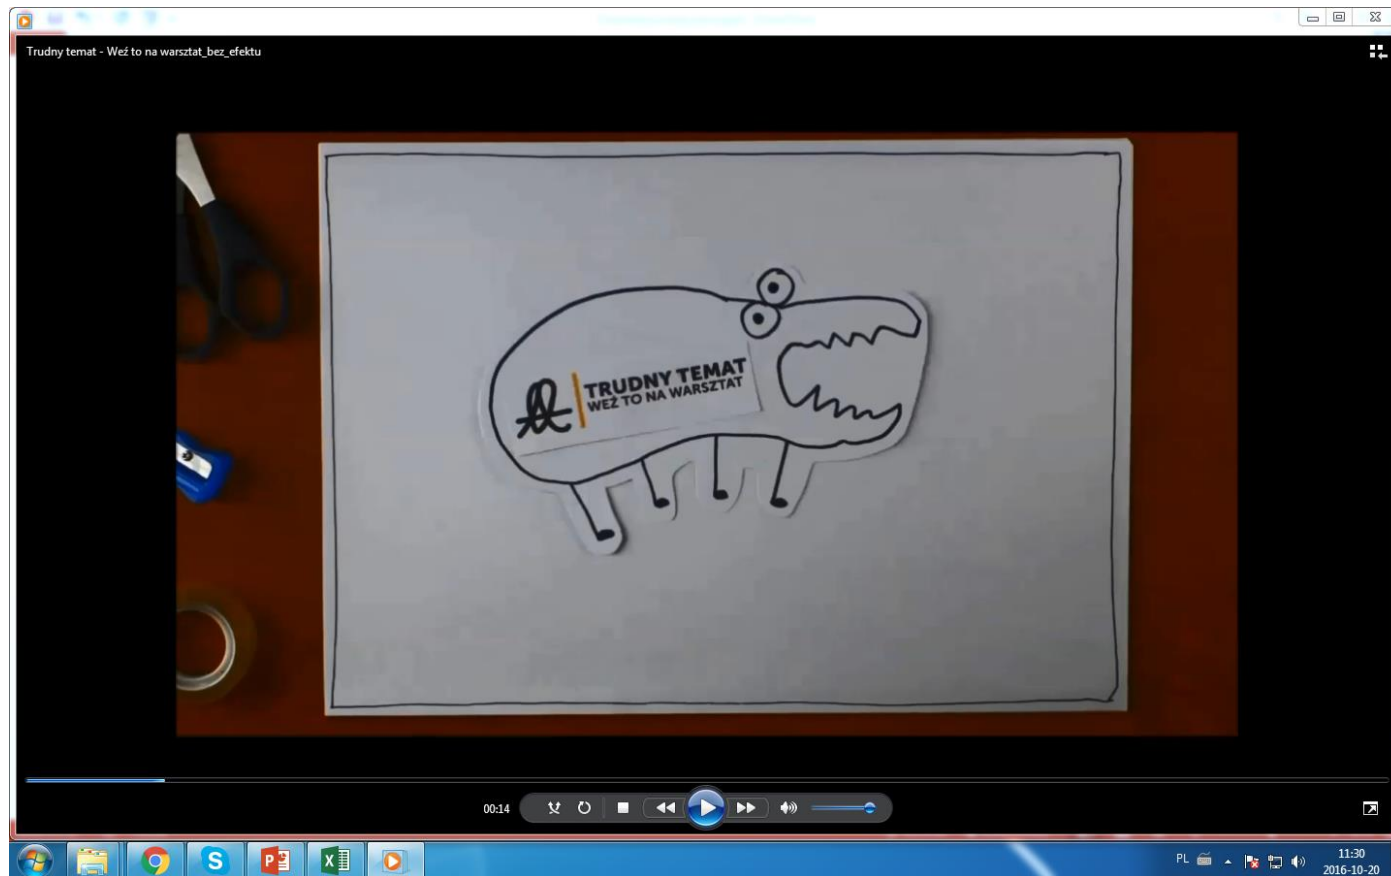 Trudny temat - Weź to na warsztat_bez_efektu
TRUDNY TEMAT
WEŹ TO NA WARSZTAT
00:14
PL
11:30
2016-10-20